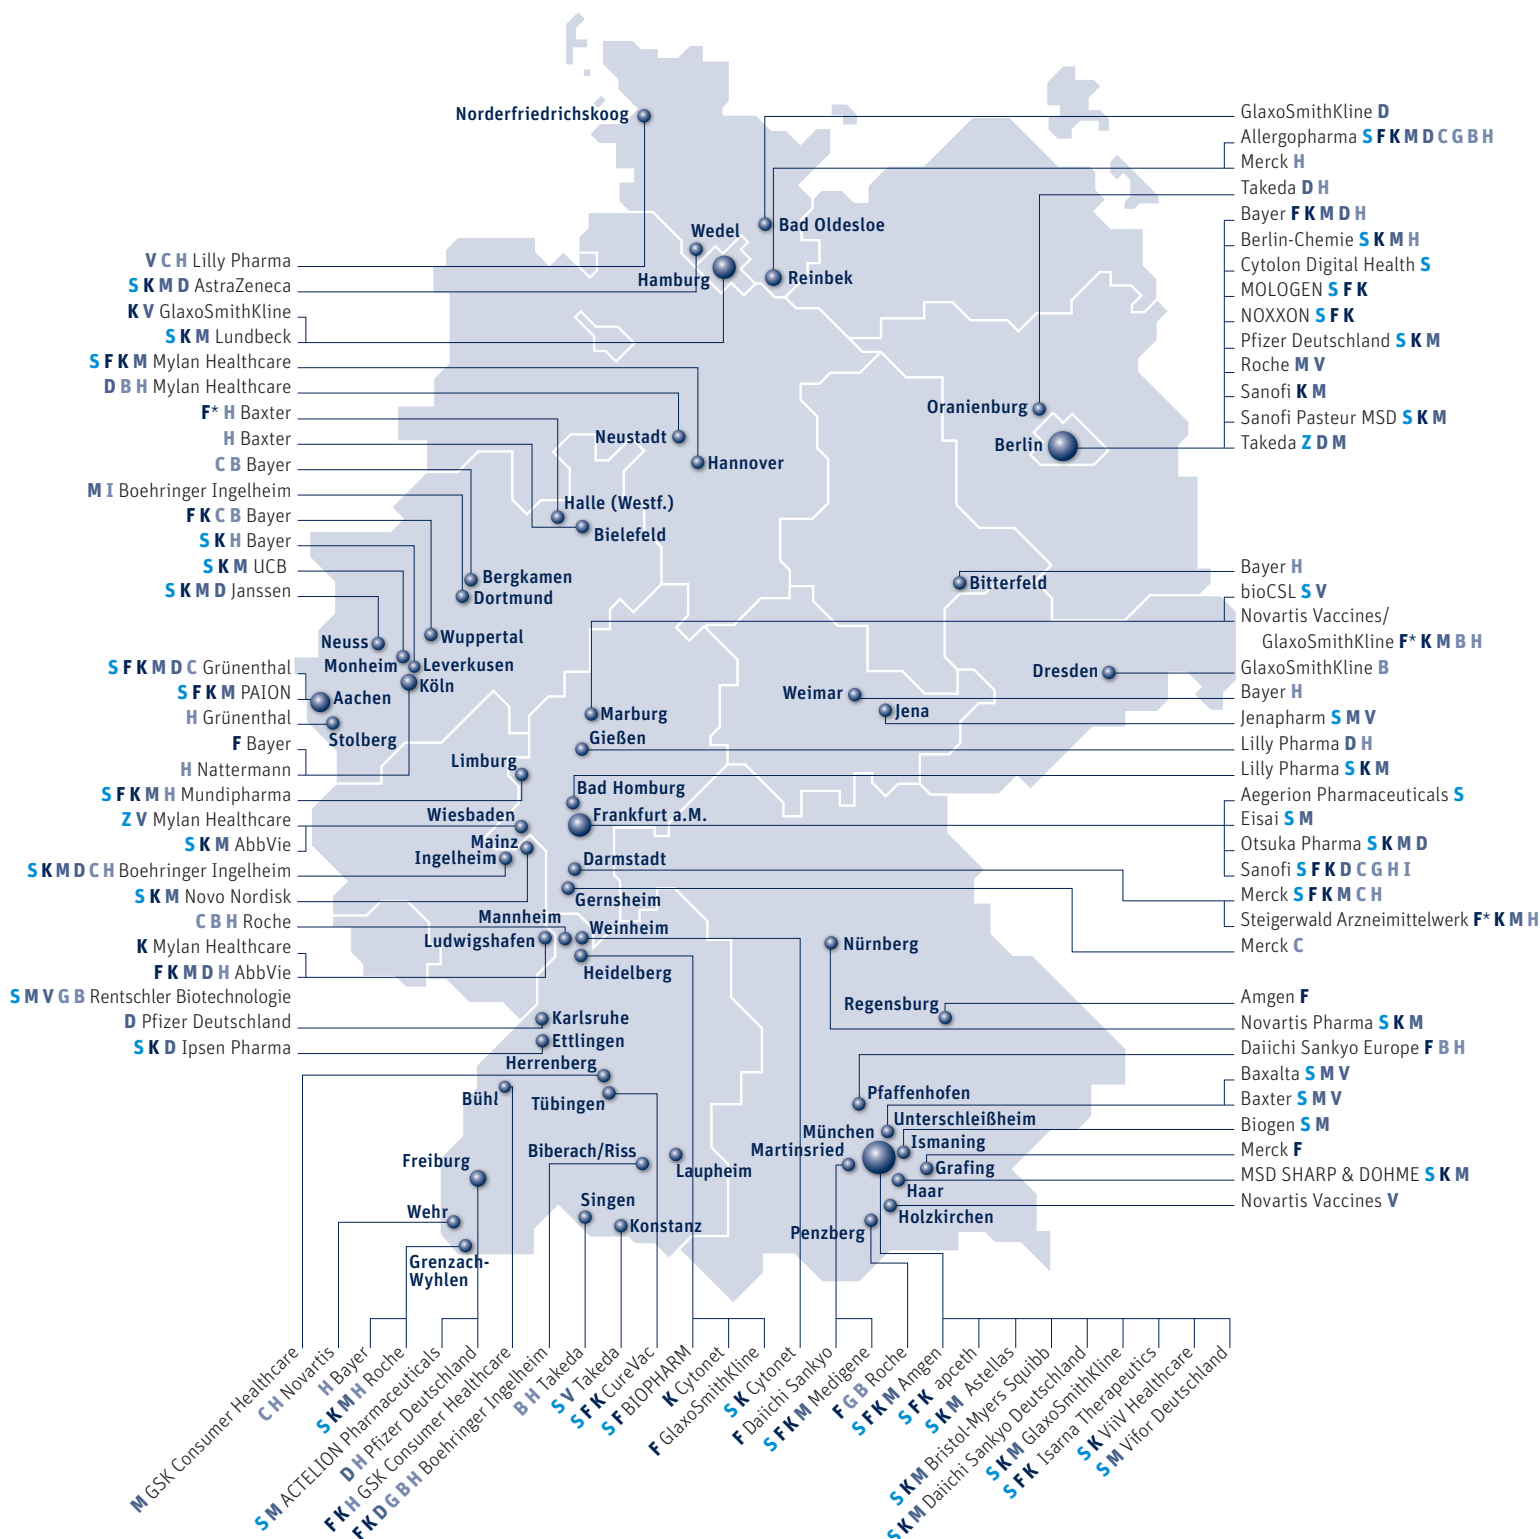 Norderfriedrichskoog
Bad Oldesloe
Wedel
Hamburg
Reinbek
Oranienburg
Berlin
Neustadt
Hannover
Halle (Westf.)
Bielefeld
Bergkamen
Dortmund
Bitterfeld
Wuppertal
Neuss
Monheim
Leverkusen
Köln
Aachen
Stolberg
Dresden
Weimar
Jena
Marburg
Gießen
Limburg
Bad Homburg
Wiesbaden
Frankfurt a.M.
Mainz
Ingelheim
Darmstadt
Gernsheim
Mannheim
Weinheim
Ludwigshafen
Heidelberg
Nürnberg
Regensburg
Karlsruhe
Ettlingen
Herrenberg
Bühl
Tübingen
Pfaffenhofen
Unterschleißheim
München
Ismaning
Martinsried
Grafing
Haar
Holzkirchen
Penzberg
Biberach/Riss
Laupheim
Freiburg
Singen
Konstanz
Wehr
Grenzach-
Wyhlen
V C H Lilly Pharma
S K M D AstraZeneca
K V GlaxoSmithKline
S K M Lundbeck
S F K M Mylan Healthcare
D B H Mylan Healthcare
F* H Baxter
H Baxter
C B Bayer
M I Boehringer Ingelheim
F K C B Bayer
S K H Bayer
S K M UCB
S K M D Janssen
S F K M D C Grünenthal
S F K M PAION
H Grünenthal
F Bayer
H Nattermann
S F K M H Mundipharma
Z V Mylan Healthcare
S K M AbbVie
S K M D C H Boehringer Ingelheim
S K M Novo Nordisk
C B H Roche
K Mylan Healthcare
F K M D H AbbVie
S M V G B Rentschler Biotechnologie
D Pfizer Deutschland
S K D Ipsen Pharma
GlaxoSmithKline D
Allergopharma S F K M D C G B H
Merck H
Takeda D H
Bayer F K M D H
Berlin-Chemie S K M H
Cytolon Digital Health S
MOLOGEN S F K
NOXXON S F K
Pfizer Deutschland S K M
Roche M V
Sanofi K M
Sanofi Pasteur MSD S K M
Takeda Z D M
Bayer H
bioCSL S V
Novartis Vaccines/
GlaxoSmithKline F* K M B H
GlaxoSmithKline B
Bayer H
Jenapharm S M V
Lilly Pharma D H
Lilly Pharma S K M
Aegerion Pharmaceuticals S
Eisai S M
Otsuka Pharma S K M D
Sanofi S F K D C G H I
Merck S F K M C H
Steigerwald Arzneimittelwerk F* K M H
Merck C
Amgen F
Novartis Pharma S K M
Daiichi Sankyo Europe F B H
Baxalta S M V
Baxter S M V
Biogen S M
Merck F
MSD SHARP & DOHME S K M
Novartis Vaccines V
M GSK Consumer Healthcare
C H Novartis
H Bayer
S K M H Roche
S M ACTELION Pharmaceuticals
D H Pfizer Deutschland
F K H GSK Consumer Healthcare
F K D G B H Boehringer Ingelheim
B H Takeda
S V Takeda
S F K CureVac
S F BIOPHARM
K Cytonet
F GlaxoSmithKline
S K Cytonet
F Daiichi Sankyo
S F K M Medigene
F G B Roche
S F K M Amgen
S F K apceth
S K M Astellas
S K M Bristol-Myers Squibb
S K M Daiichi Sankyo Deutschland
S K M GlaxoSmithKline
S F K Isarna Therapeutics
S K ViiV Healthcare
S M Vifor Deutschland